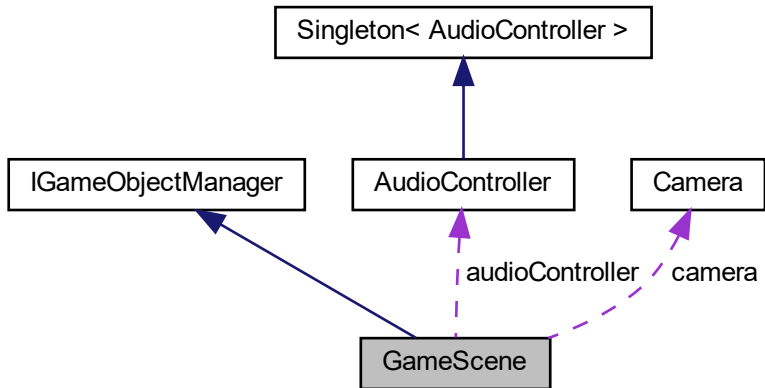 Singleton< AudioController >
IGameObjectManager
AudioController
Camera
audioController
camera
GameScene